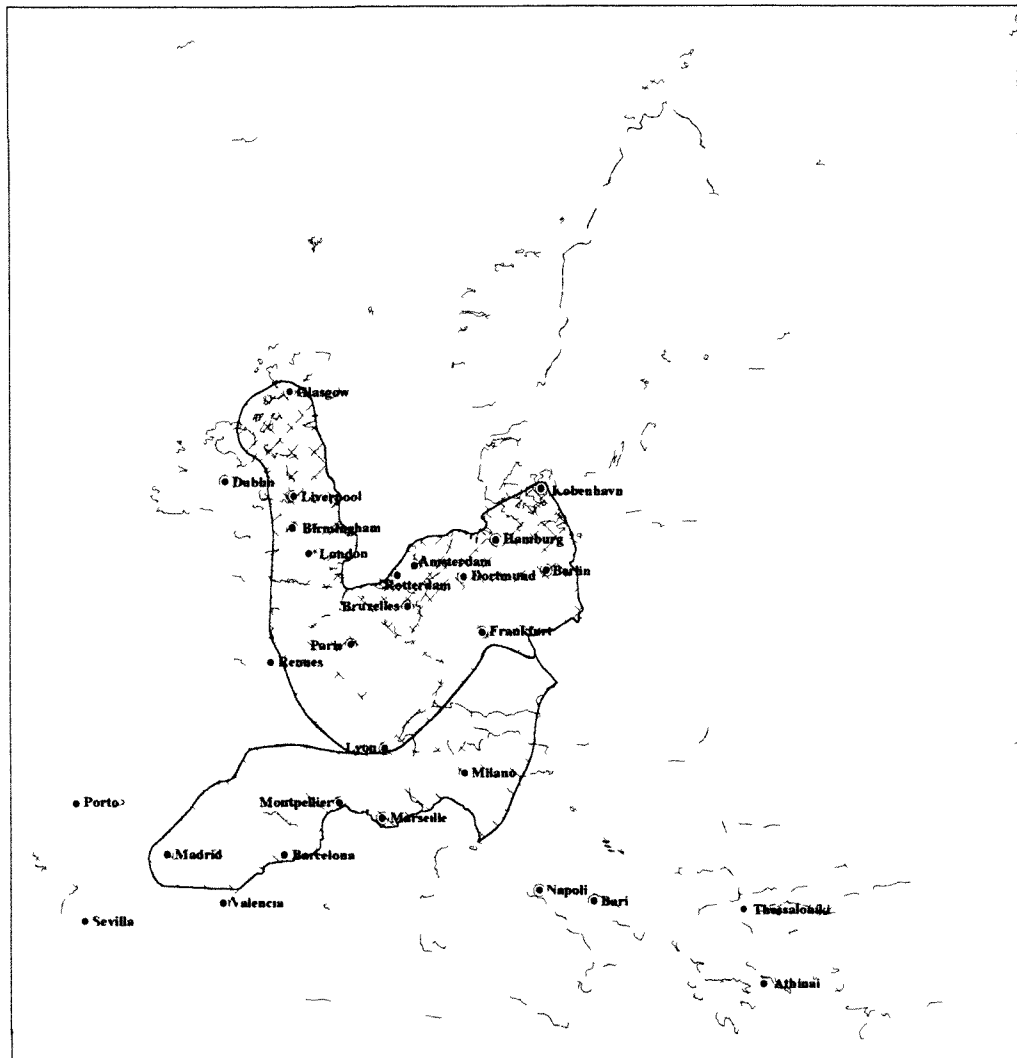 Glasgow
Dublin
Liverpool
Birmingham
London
Kobenhavn
Hamburg
Amsterdam
Rotterdam
Dortmund
Berlin
Bruxelles
Frankfurt
Paris
Rennes
Lyon
Milano
Porto
Montpellier
Marseille
Madrid
Barcelona
Napoli
Bari
Valencia
Sevilla
Thessaloniki
Athinai